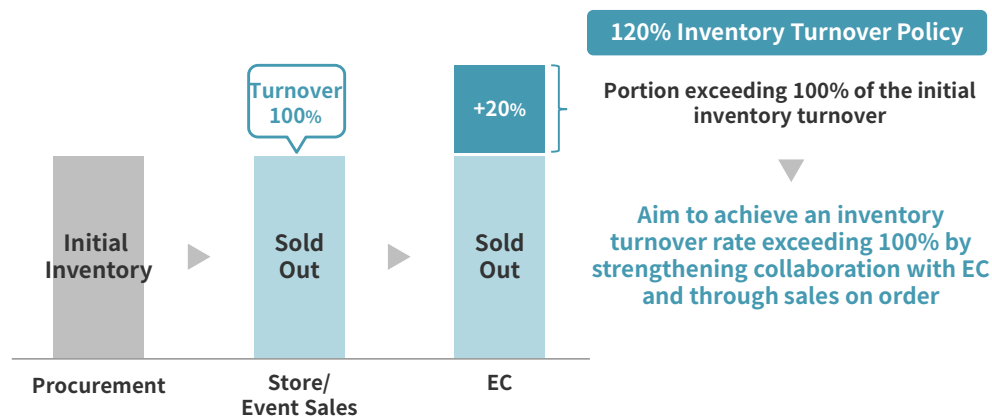 120% Inventory Turnover Policy
Portion exceeding 100% of the initial
inventory turnover
Aim to achieve an inventory
turnover rate exceeding 100% by
strengthening collaboration with EC
and through sales on order
Turnover
100%
+20%
Initial
Inventory
Sold
Out
Sold
Out
Procurement
Store/
Event Sales
EC